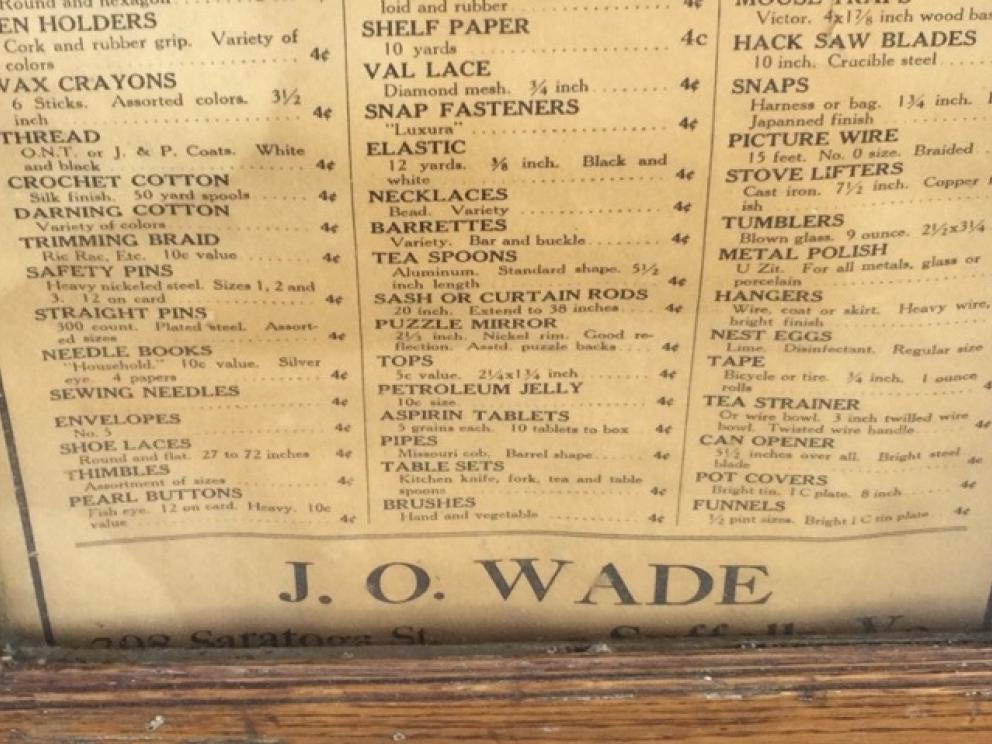 Round and hexagon
EN HOLDERS
Cork and rubber grip. Variety of
colors ........ 4¢
WAX CRAYONS
6 Sticks. Assorted colors. 3½
inch ........ 4¢
THREAD
O.N.T. or J. & P. Coats. White
and black ........ 4¢
CROCHET COTTON
Silk finish. 50 yard spools ........ 4¢
DARNING COTTON
Variety of colors ........ 4¢
TRIMMING BRAID
Ric Rac, Etc. 10c value ........ 4¢
SAFETY PINS
Heavy nickeled steel. Sizes 1, 2 and
3. 12 on card ........ 4¢
STRAIGHT PINS
300 count. Plated steel. Assort-
ed sizes ........ 4¢
NEEDLE BOOKS
"Household." 10c value. Silver
eye. 4 papers ........ 4¢
SEWING NEEDLES
........ 4¢
ENVELOPES
No. 5 ........ 4¢
SHOE LACES
Round and flat. 27 to 72 inches 4¢
THIMBLES
Assortment of sizes ........ 4¢
PEARL BUTTONS
Fish eye. 12 on card. Heavy. 10c
value ........ 4¢
loid and rubber ........ 4¢
SHELF PAPER
10 yards ........ 4c
VAL LACE
Diamond mesh. ¾ inch ........ 4¢
SNAP FASTENERS
"Luxura" ........ 4¢
ELASTIC
12 yards. ⅜ inch. Black and
white ........ 4¢
NECKLACES
Bead. Variety ........ 4¢
BARRETTES
Variety. Bar and buckle ........ 4¢
TEA SPOONS
Aluminum. Standard shape. 5½
inch length ........ 4¢
SASH OR CURTAIN RODS
20 inch. Extend to 38 inches ........ 4¢
PUZZLE MIRROR
2⅓ inch. Nickel rim. Good re-
flection. Asstd. puzzle backs ........ 4¢
TOPS
5c value. 2¼x1¾ inch ........ 4¢
PETROLEUM JELLY
10c size ........ 4¢
ASPIRIN TABLETS
5 grains each. 10 tablets to box 4¢
PIPES
Missouri cob. Barrel shape ........ 4¢
TABLE SETS
Kitchen knife, fork, tea and table
spoons ........ 4¢
BRUSHES
Hand and vegetable ........ 4¢
MOUSE TRAPS
Victor. 4x1⅞ inch wood bas
HACK SAW BLADES
10 inch. Crucible steel ........
SNAPS
Harness or bag. 1¾ inch.
Japanned finish ........
PICTURE WIRE
15 feet. No. 0 size. Braided ........
STOVE LIFTERS
Cast iron. 7½ inch. Copper
ish ........
TUMBLERS
Blown glass. 9 ounce. 2½x3¼
METAL POLISH
U Zit. For all metals, glass or
porcelain ........
HANGERS
Wire, coat or skirt. Heavy wire,
bright finish ........
NEST EGGS
Lime. Disinfectant. Regular size
TAPE
Bicycle or tire. ¾ inch. 1 ounce
rolls ........ 4
TEA STRAINER
Or wire bowl. 3 inch twilled wire
bowl. Twisted wire handle ........ 4¢
CAN OPENER
5½ inches over all. Bright steel
blade ........ 4¢
POT COVERS
Bright tin. 1C plate. 8 inch ........ 4¢
FUNNELS
½ pint sizes. Bright 1C tin plate ........ 4¢
J. O. WADE
Saratoga St.